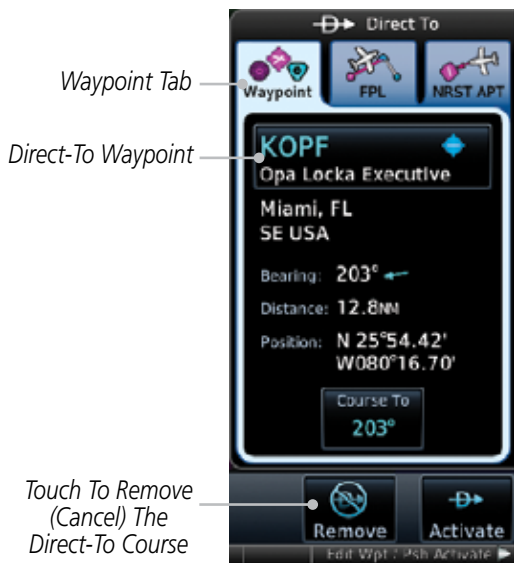 Direct To
Waypoint
FPL
NRST APT
Waypoint Tab
Direct-To Waypoint
KOPF
Opa Locka Executive
Miami, FL
SE USA
Bearing: 203°
Distance: 12.8NM
Position: N 25°54.42'
W080°16.70'
Course To
203°
Touch To Remove
(Cancel) The
Direct-To Course
Remove
Activate
Edit Wpt / Psh Activate